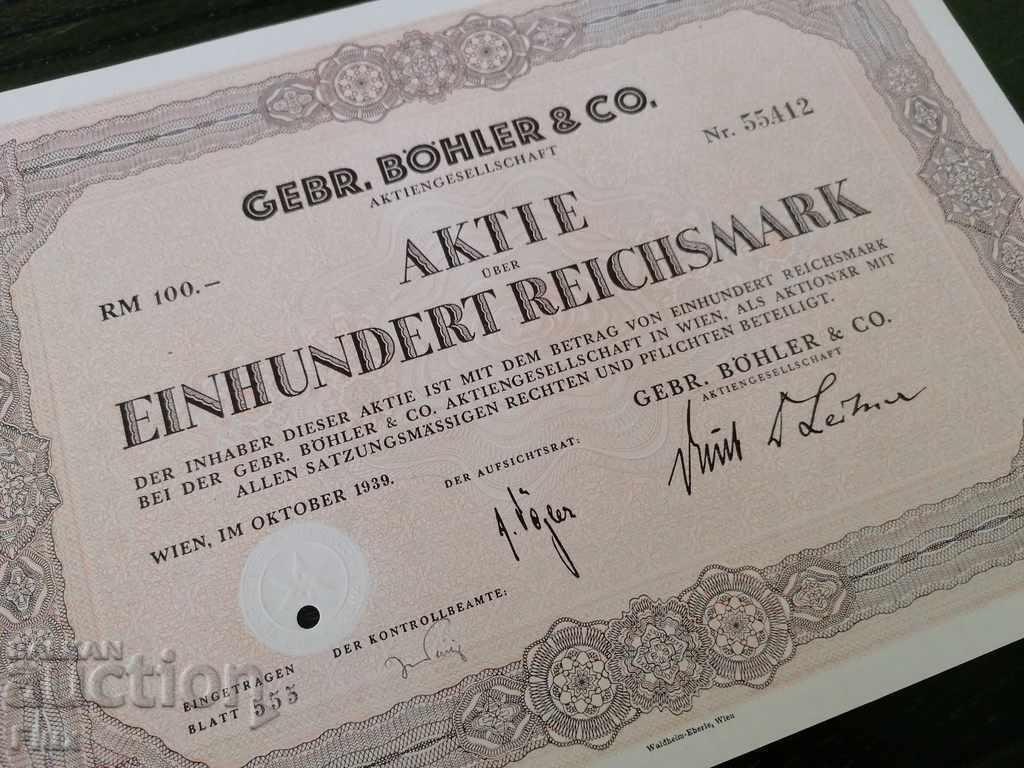 GEBR. BÖHLER & CO.
AKTIENGESELLSCHAFT
Nr. 55412
AKTIE
ÜBER
RM 100.–
EINHUNDERT REICHSMARK
DER INHABER DIESER AKTIE IST MIT DEM BETRAG VON EINHUNDERT REICHSMARK
BEI DER GEBR. BÖHLER & CO. AKTIENGESELLSCHAFT IN WIEN, ALS AKTIONÄR MIT
ALLEN SATZUNGSMÄSSIGEN RECHTEN UND PFLICHTEN BETEILIGT.
WIEN, IM OKTOBER 1939.
DER AUFSICHTSRAT:
GEBR. BÖHLER & CO.
AKTIENGESELLSCHAFT
EINGETRAGEN
BLATT 555
DER KONTROLLBEAMTE:
Waldheim-Eberle, Wien
BALKAN
auction
Flix